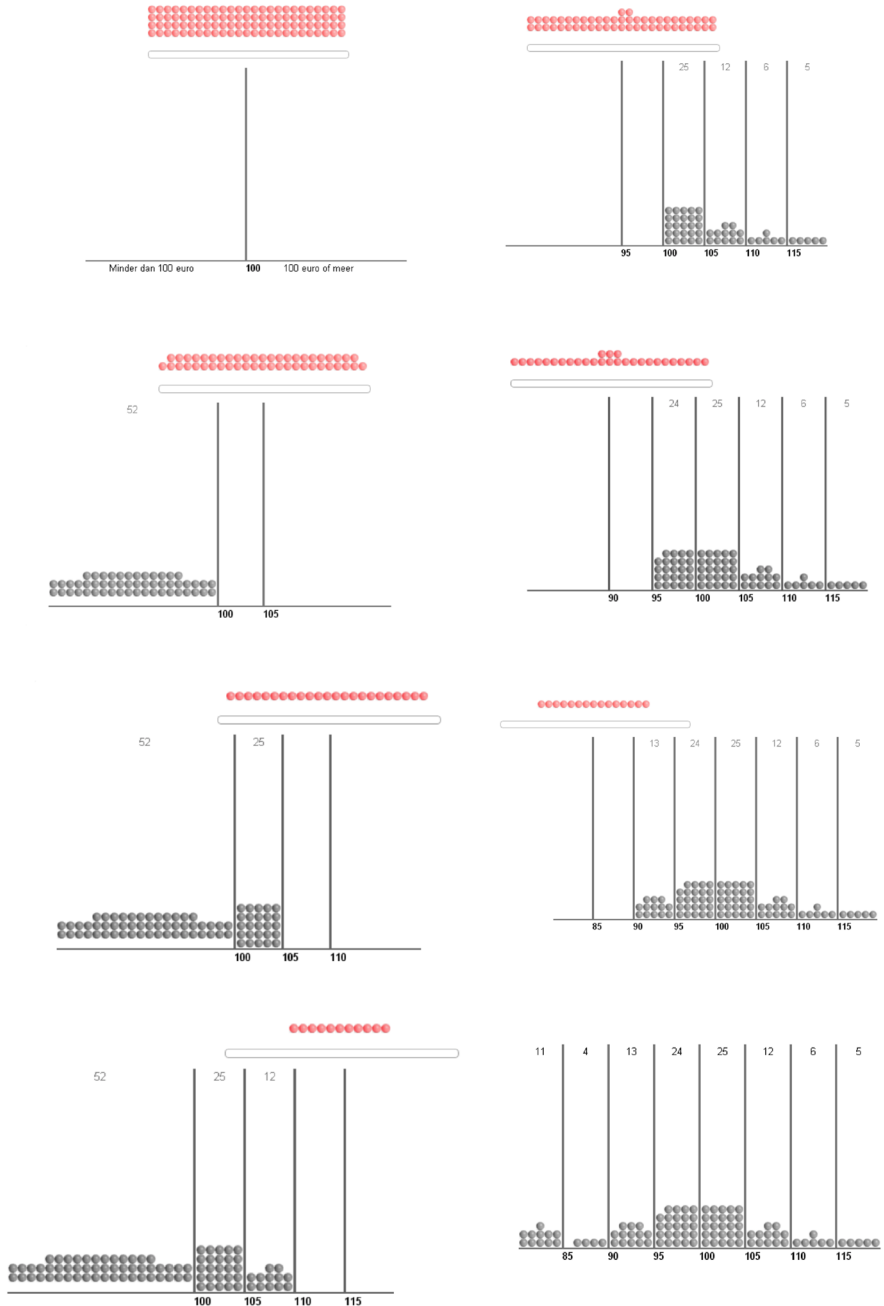 Minder dan 100 euro 100 100 euro of meer
52
100 105
52 25
100 105 110
52 25 12
100 105 110 115
25 12 6 5
95 100 105 110 115
24 25 12 6 5
90 95 100 105 110 115
13 24 25 12 6 5
85 90 95 100 105 110 115
11 4 13 24 25 12 6 5
85 90 95 100 105 110 115